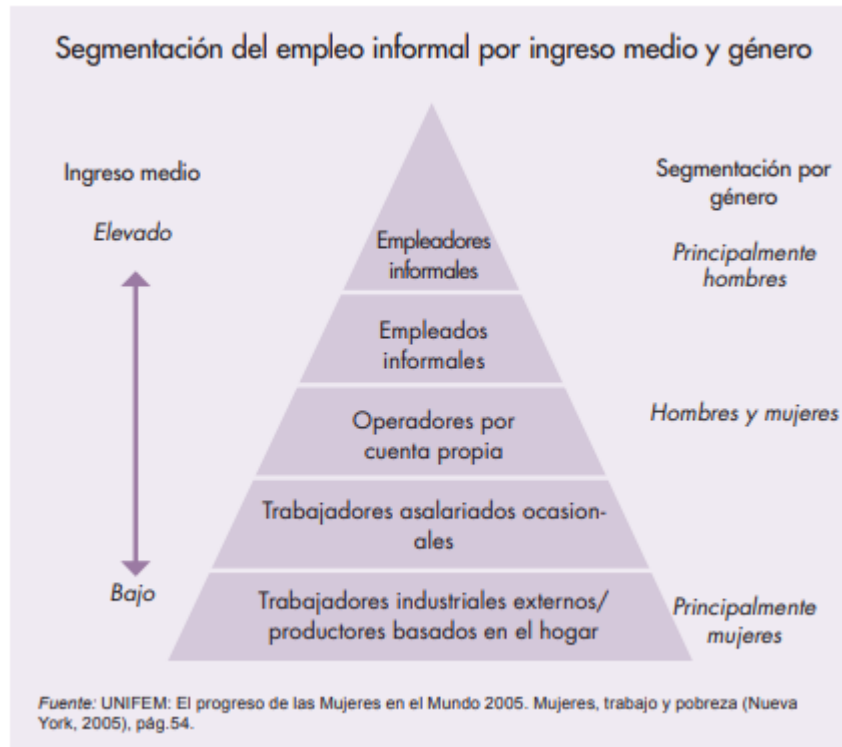 Segmentación del empleo informal por ingreso medio y género
Ingreso medio
Elevado
Bajo
Empleadores
informales
Empleados
informales
Operadores por
cuenta propia
Trabajadores asalariados ocasion-
ales
Trabajadores industriales externos/
productores basados en el hogar
Segmentación por
género
Principalmente
hombres
Hombres y mujeres
Principalmente
mujeres
Fuente: UNIFEM: El progreso de las Mujeres en el Mundo 2005. Mujeres, trabajo y pobreza (Nueva
York, 2005), pág.54.